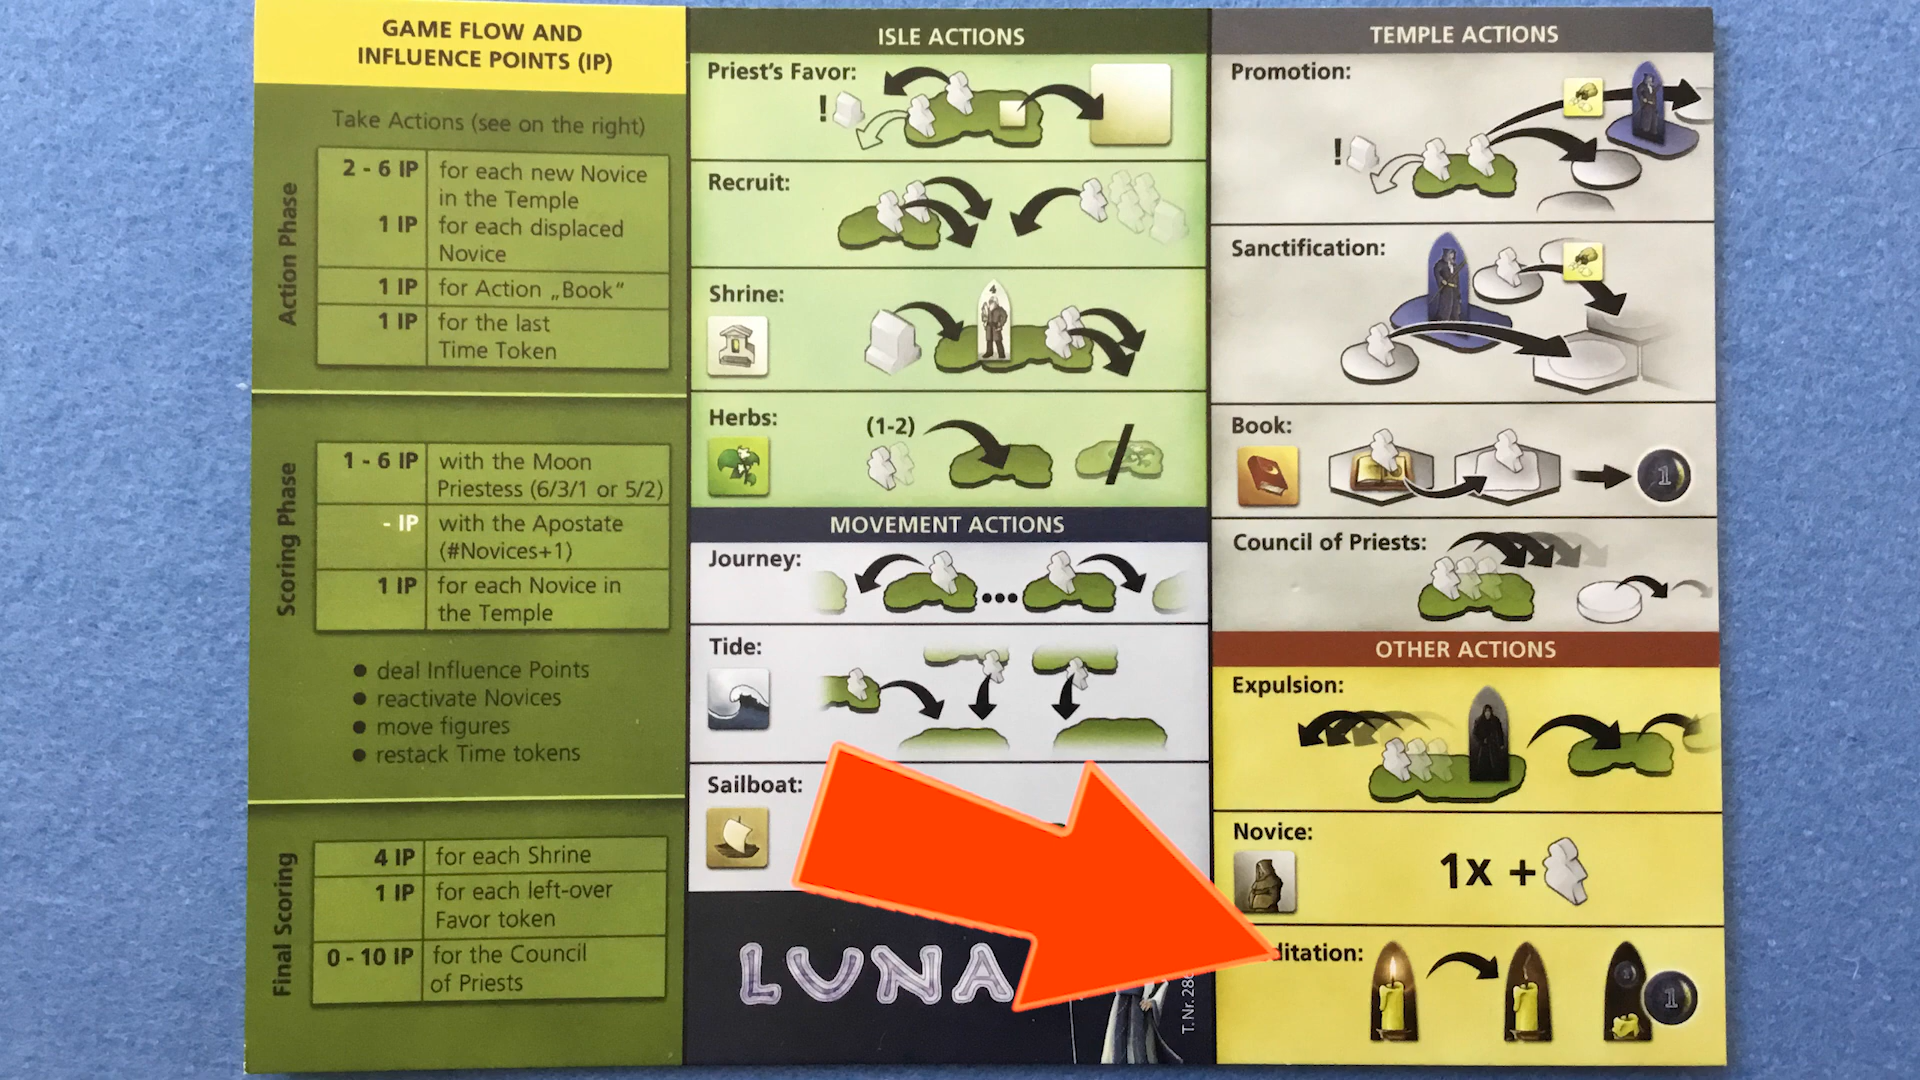 GAME FLOW AND
INFLUENCE POINTS (IP)
Take Actions (see on the right)
Action Phase
2 - 6 IP for each new Novice
in the Temple
1 IP for each displaced
Novice
1 IP for Action „Book"
1 IP for the last
Time Token
Scoring Phase
1 - 6 IP with the Moon
Priestess (6/3/1 or 5/2)
- IP with the Apostate
(#Novices+1)
1 IP for each Novice in
the Temple
• deal Influence Points
• reactivate Novices
• move figures
• restack Time tokens
Final Scoring
4 IP for each Shrine
1 IP for each left-over
Favor token
0 - 10 IP for the Council
of Priests
ISLE ACTIONS
Priest's Favor:
!
Recruit:
Shrine:
4
Herbs:
(1-2)
/
MOVEMENT ACTIONS
Journey:
Tide:
Sailboat:
LUNA
T.Nr.28
TEMPLE ACTIONS
Promotion:
!
Sanctification:
Book:
1
Council of Priests:
OTHER ACTIONS
Expulsion:
Novice:
1x +
ditation:
1